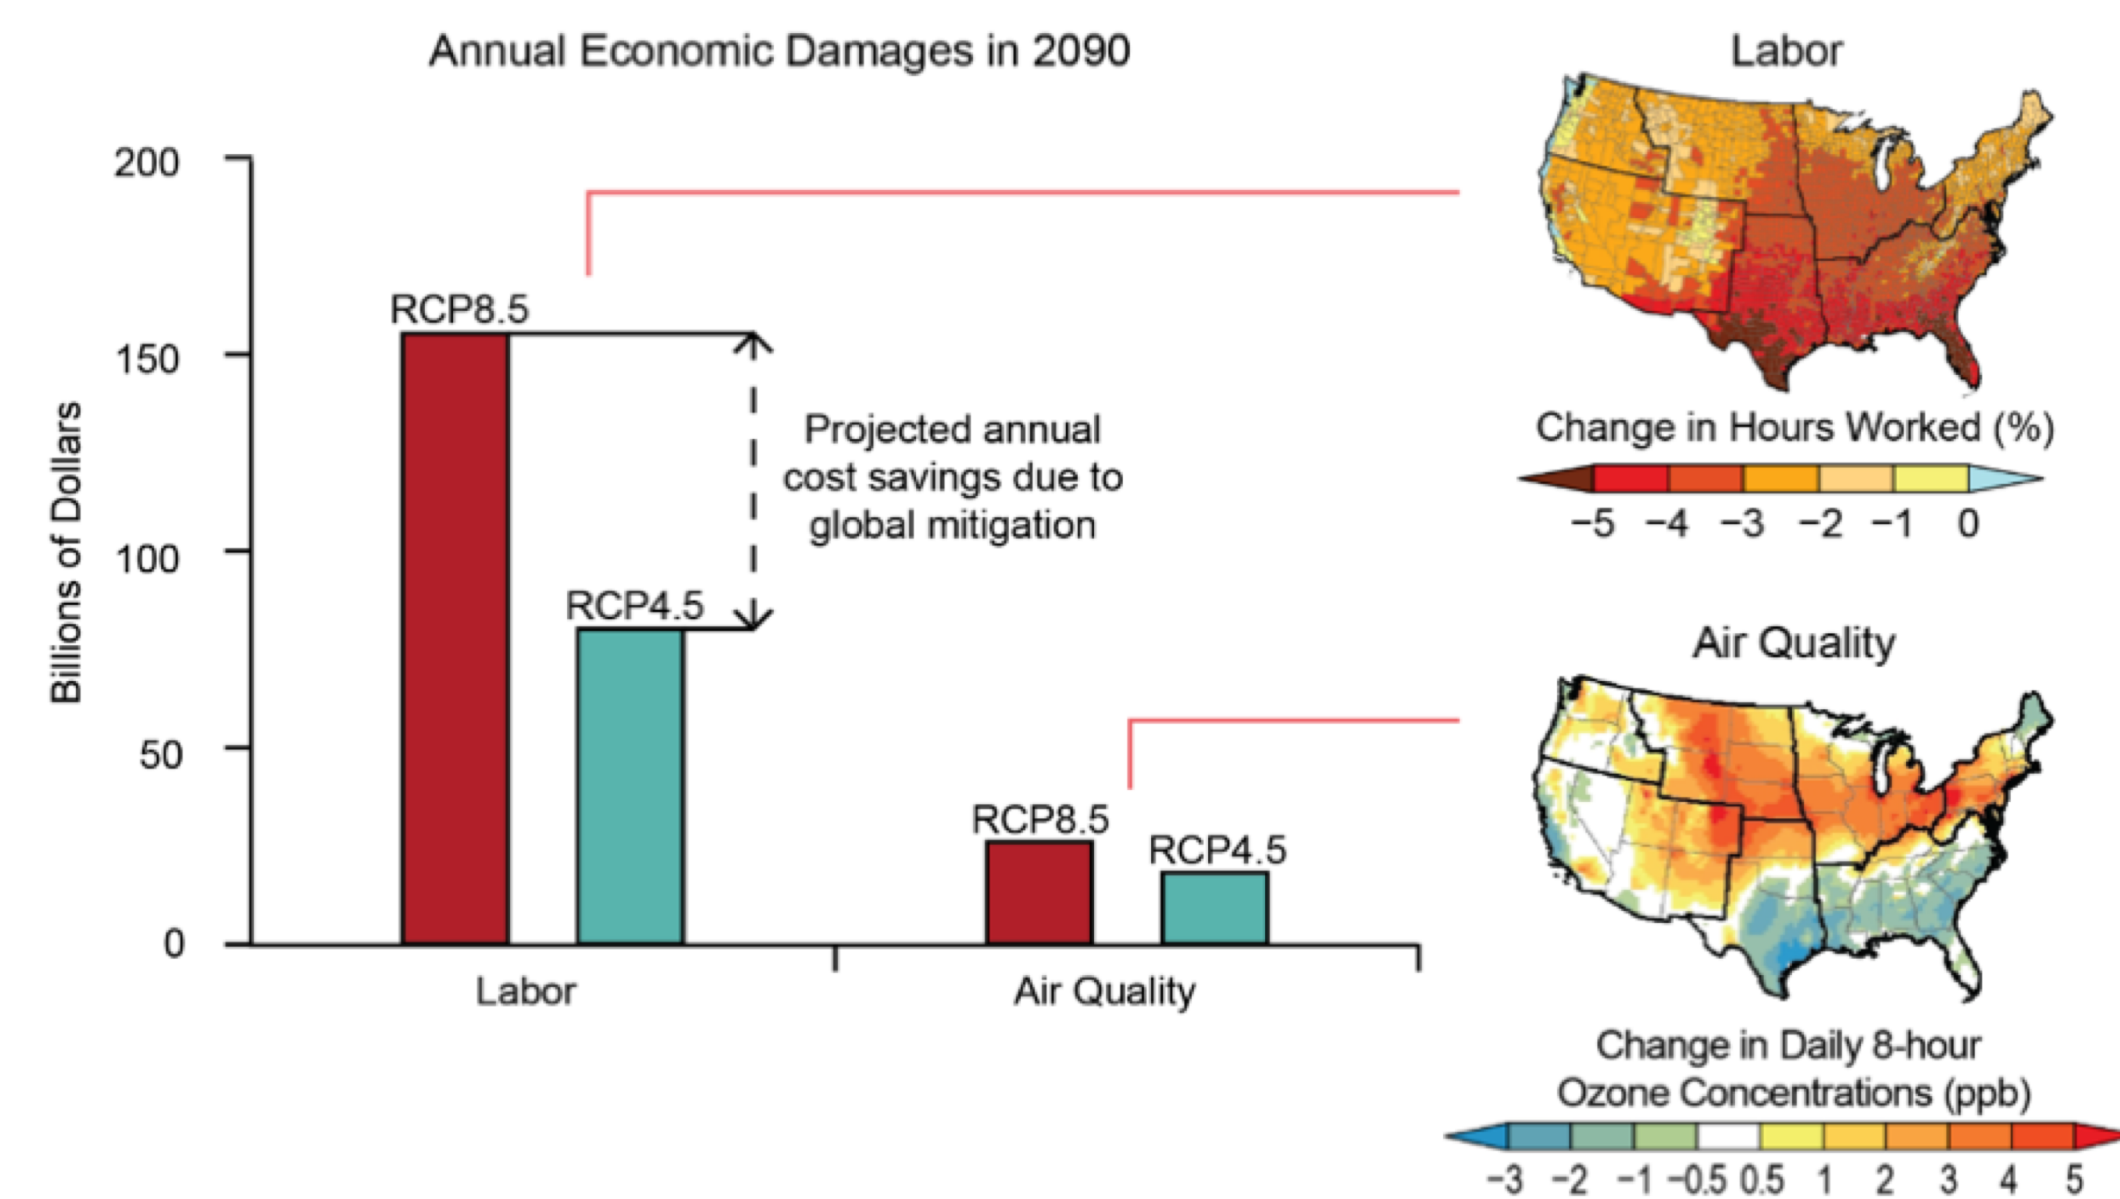 Annual Economic Damages in 2090
Billions of Dollars
200
150
100
50
0
RCP8.5
RCP4.5
Projected annual
cost savings due to
global mitigation
RCP8.5
RCP4.5
Labor
Air Quality
Labor
Change in Hours Worked (%)
−5 −4 −3 −2 −1 0
Air Quality
Change in Daily 8-hour
Ozone Concentrations (ppb)
−3 −2 −1 −0.5 0.5 1 2 3 4 5